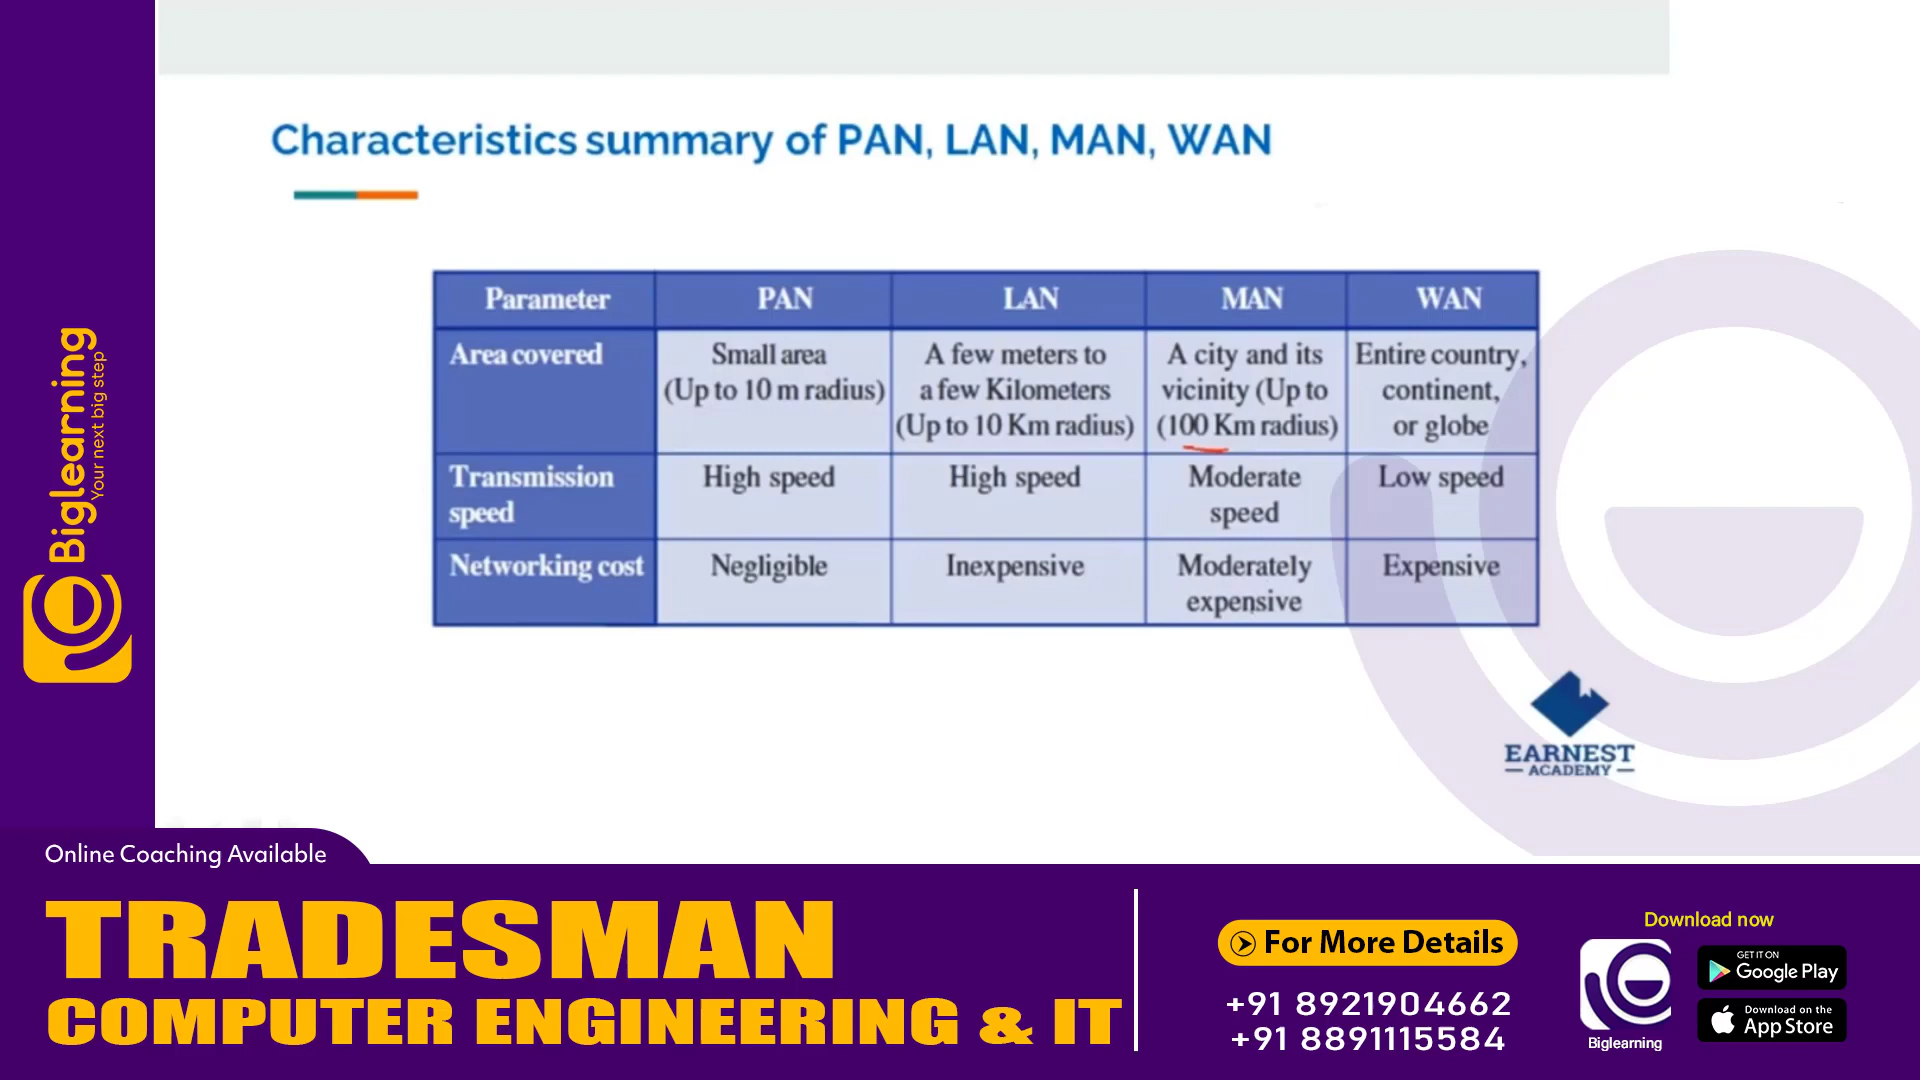 Characteristics summary of PAN, LAN, MAN, WAN
Parameter PAN LAN MAN WAN
Area covered Small area A few meters to A city and its Entire country,
(Up to 10 m radius) a few Kilometers vicinity (Up to continent,
(Up to 10 Km radius) (100 Km radius) or globe
Transmission High speed High speed Moderate Low speed
speed speed
Networking cost Negligible Inexpensive Moderately Expensive
expensive
EARNEST
ACADEMY
Biglearning
Your next big step
Online Coaching Available
TRADESMAN
COMPUTER ENGINEERING & IT
For More Details
+91 8921904662
+91 8891115584
Download now
GET IT ON
Google Play
Download on the
App Store
Biglearning